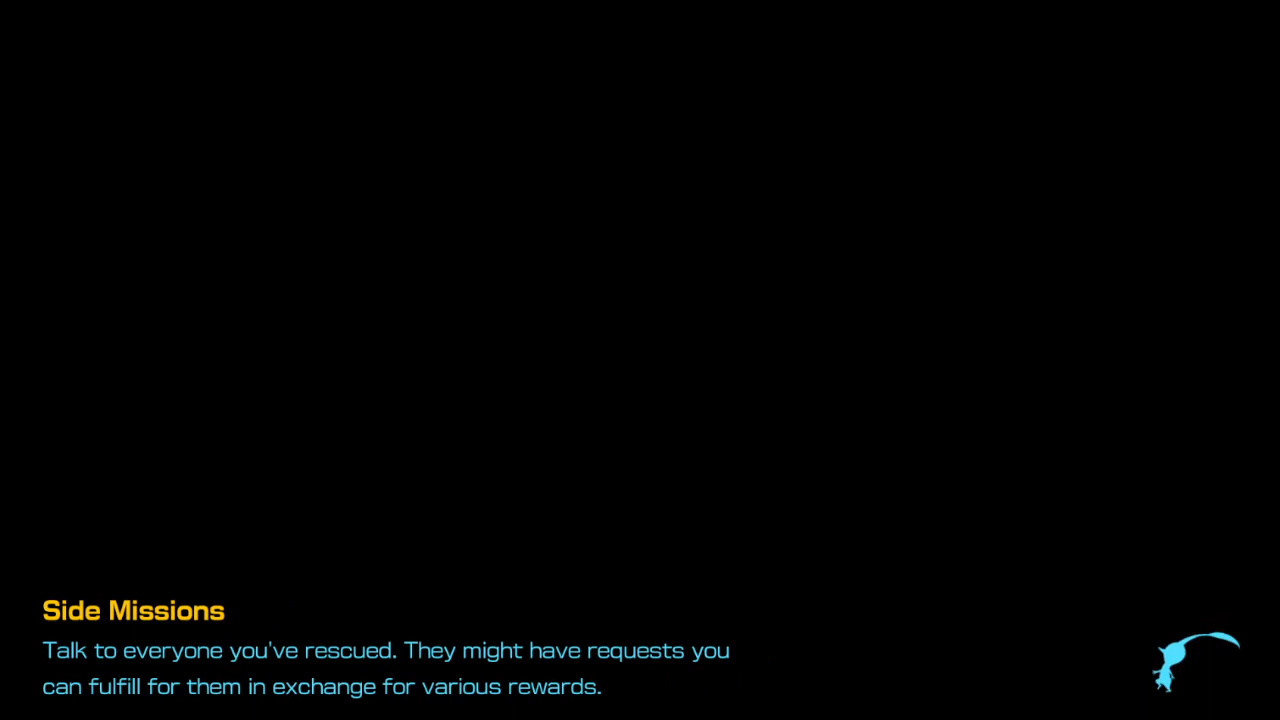 Side Missions
Talk to everyone you've rescued. They might have requests you
can fulfill for them in exchange for various rewards.